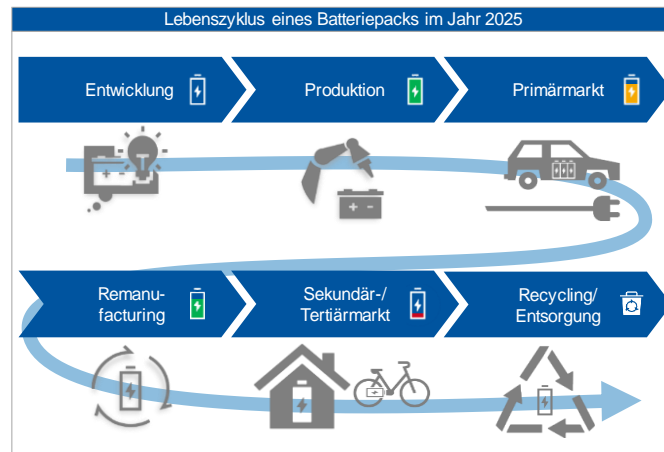 Lebenszyklus eines Batteriepacks im Jahr 2025
Entwicklung
Produktion
Primärmarkt
Remanu-
facturing
Sekundär-/
Tertiärmarkt
Recycling/
Entsorgung